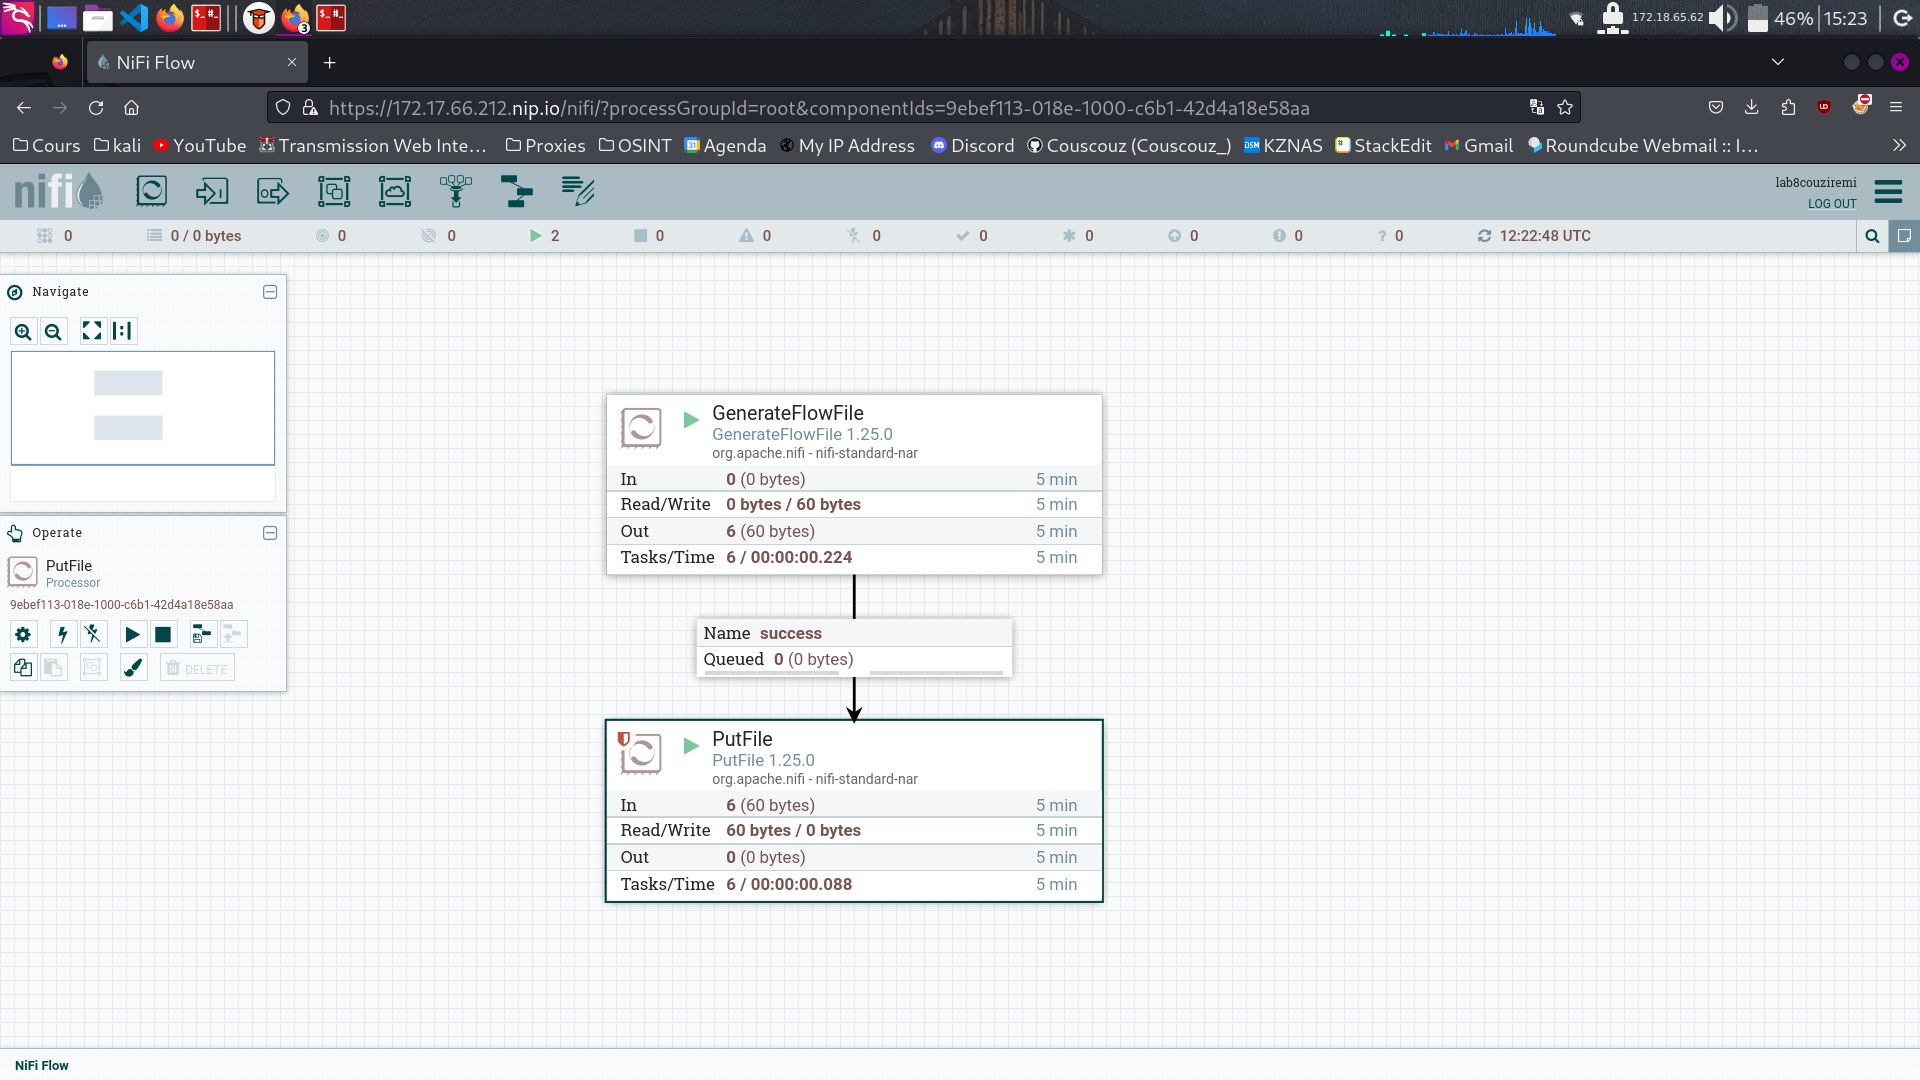 172.18.65.62 46% 15:23
NiFi Flow
https://172.17.66.212.nip.io/nifi/?processGroupId=root&componentIds=9ebef113-018e-1000-c6b1-42d4a18e58aa
Cours kali YouTube Transmission Web Inte… Proxies OSINT Agenda My IP Address Discord Couscouz (Couscouz_) KZNAS StackEdit Gmail Roundcube Webmail :: I…
nifi
lab8couziremi
LOG OUT
0 0 / 0 bytes 0 0 2 0 0 0 0 0 0 0 ? 0 12:22:48 UTC
Navigate
Operate
PutFile
Processor
9ebef113-018e-1000-c6b1-42d4a18e58aa
DELETE
GenerateFlowFile
GenerateFlowFile 1.25.0
org.apache.nifi - nifi-standard-nar
In 0 (0 bytes) 5 min
Read/Write 0 bytes / 60 bytes 5 min
Out 6 (60 bytes) 5 min
Tasks/Time 6 / 00:00:00.224 5 min
Name success
Queued 0 (0 bytes)
PutFile
PutFile 1.25.0
org.apache.nifi - nifi-standard-nar
In 6 (60 bytes) 5 min
Read/Write 60 bytes / 0 bytes 5 min
Out 0 (0 bytes) 5 min
Tasks/Time 6 / 00:00:00.088 5 min
NiFi Flow